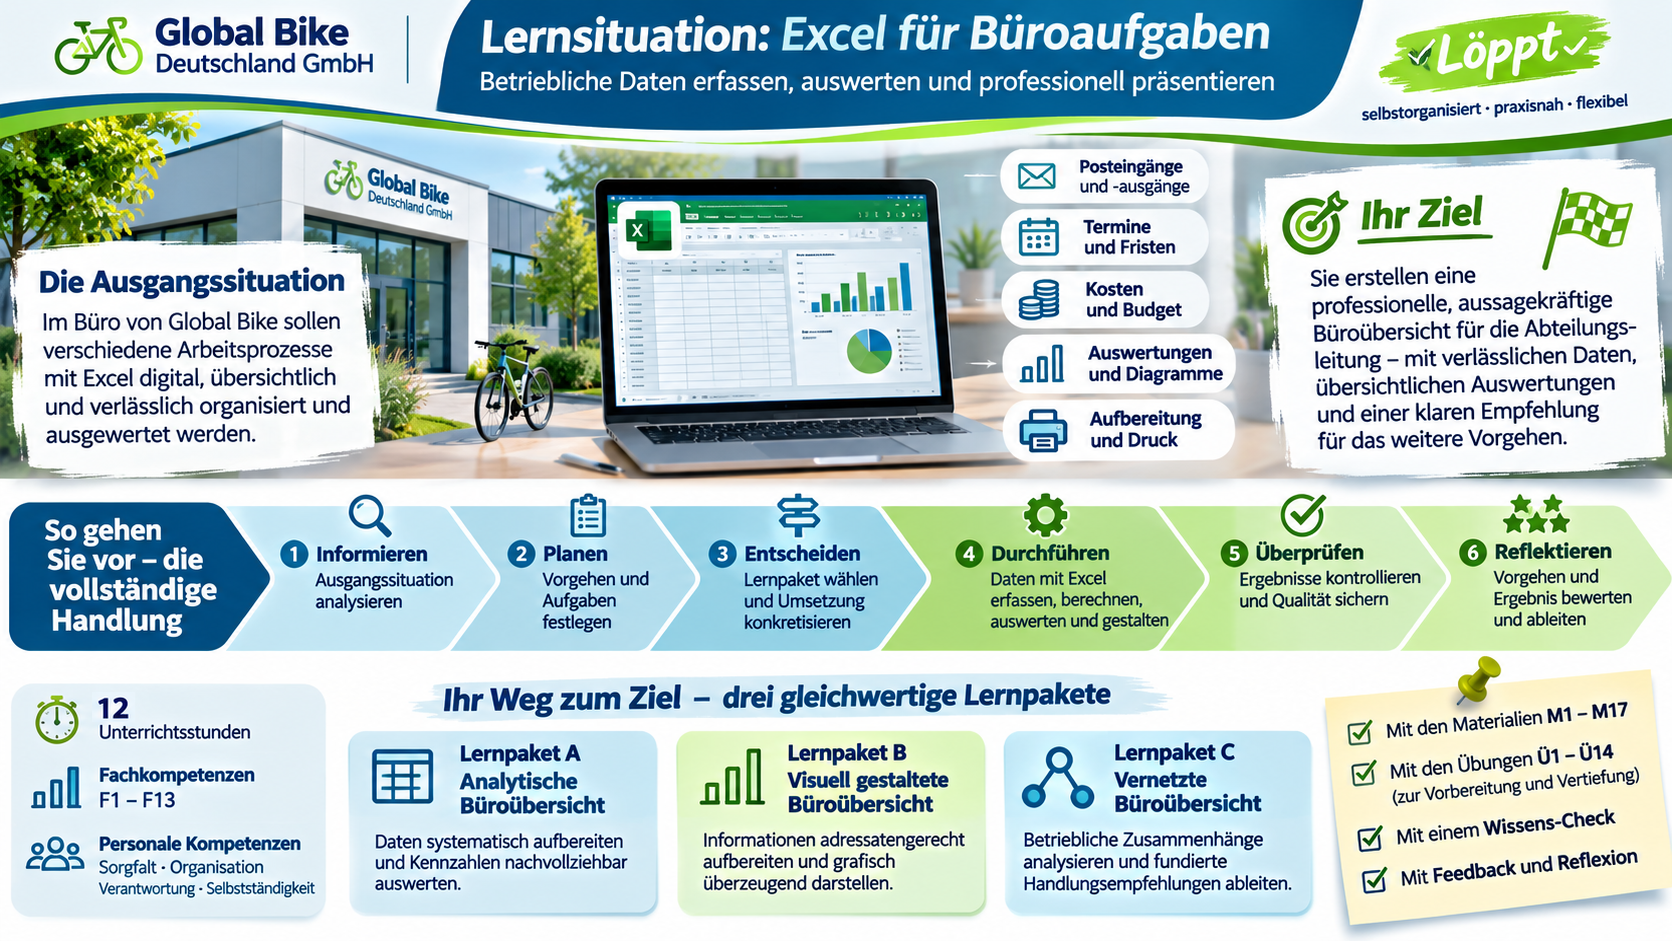 Global Bike
Deutschland GmbH
Lernsituation: Excel für Büroaufgaben
Betriebliche Daten erfassen, auswerten und professionell präsentieren
Löppt
selbstorganisiert · praxisnah · flexibel
Global Bike
Deutschland GmbH
Die Ausgangssituation
Im Büro von Global Bike sollen
verschiedene Arbeitsprozesse
mit Excel digital, übersichtlich
und verlässlich organisiert und
ausgewertet werden.
X
Posteingänge
und -ausgänge
Termine
und Fristen
Kosten
und Budget
Auswertungen
und Diagramme
Aufbereitung
und Druck
Ihr Ziel
Sie erstellen eine
professionelle, aussagekräftige
Büroübersicht für die Abteilungs-
leitung – mit verlässlichen Daten,
übersichtlichen Auswertungen
und einer klaren Empfehlung
für das weitere Vorgehen.
So gehen
Sie vor – die
vollständige
Handlung
1 Informieren
Ausgangssituation
analysieren
2 Planen
Vorgehen und
Aufgaben
festlegen
3 Entscheiden
Lernpaket wählen
und Umsetzung
konkretisieren
4 Durchführen
Daten mit Excel
erfassen, berechnen,
auswerten und gestalten
5 Überprüfen
Ergebnisse kontrollieren
und Qualität sichern
6 Reflektieren
Vorgehen und
Ergebnis bewerten
und ableiten
12
Unterrichtsstunden
Fachkompetenzen
F1 – F13
Personale Kompetenzen
Sorgfalt · Organisation
Verantwortung · Selbstständigkeit
Ihr Weg zum Ziel – drei gleichwertige Lernpakete
Lernpaket A
Analytische
Büroübersicht
Daten systematisch aufbereiten
und Kennzahlen nachvollziehbar
auswerten.
Lernpaket B
Visuell gestaltete
Büroübersicht
Informationen adressatengerecht
aufbereiten und grafisch
überzeugend darstellen.
Lernpaket C
Vernetzte
Büroübersicht
Betriebliche Zusammenhänge
analysieren und fundierte
Handlungsempfehlungen ableiten.
Mit den Materialien M1 – M17
Mit den Übungen Ü1 – Ü14
(zur Vorbereitung und Vertiefung)
Mit einem Wissens-Check
Mit Feedback und Reflexion